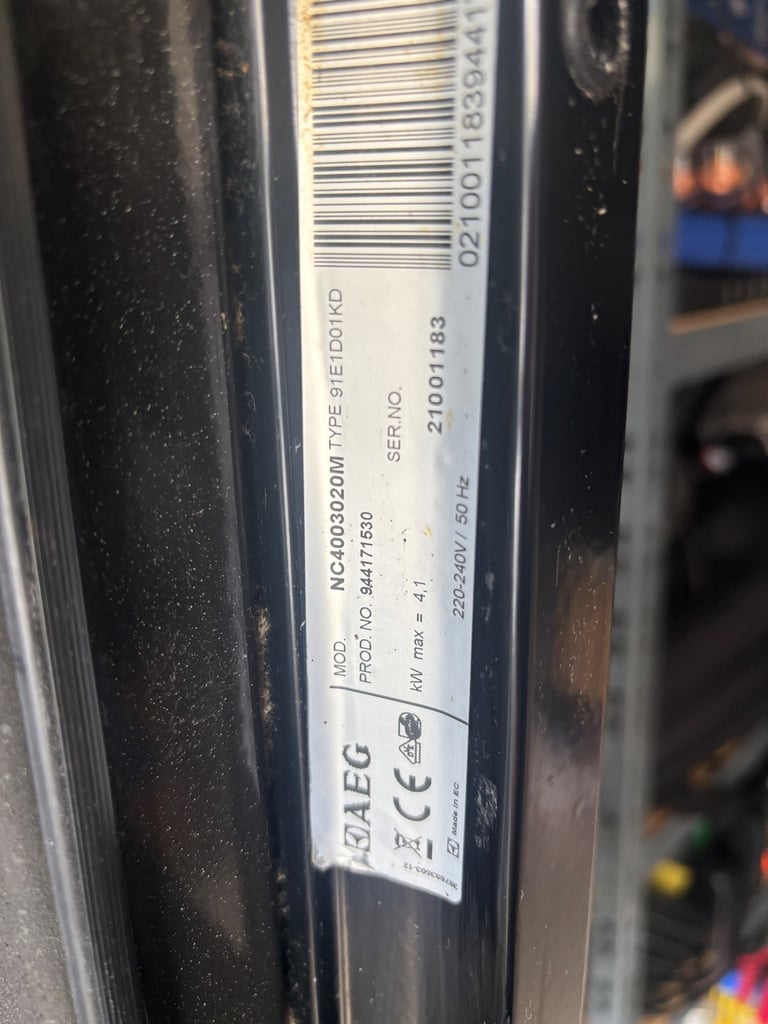 AEG
MOD. NC4003020M TYPE 91E1D01KD
PROD. NO. 944171530
SER.NO.
kW max = 4,1
21001183
220-240V / 50 Hz
CE
Made in EC
0210011839441